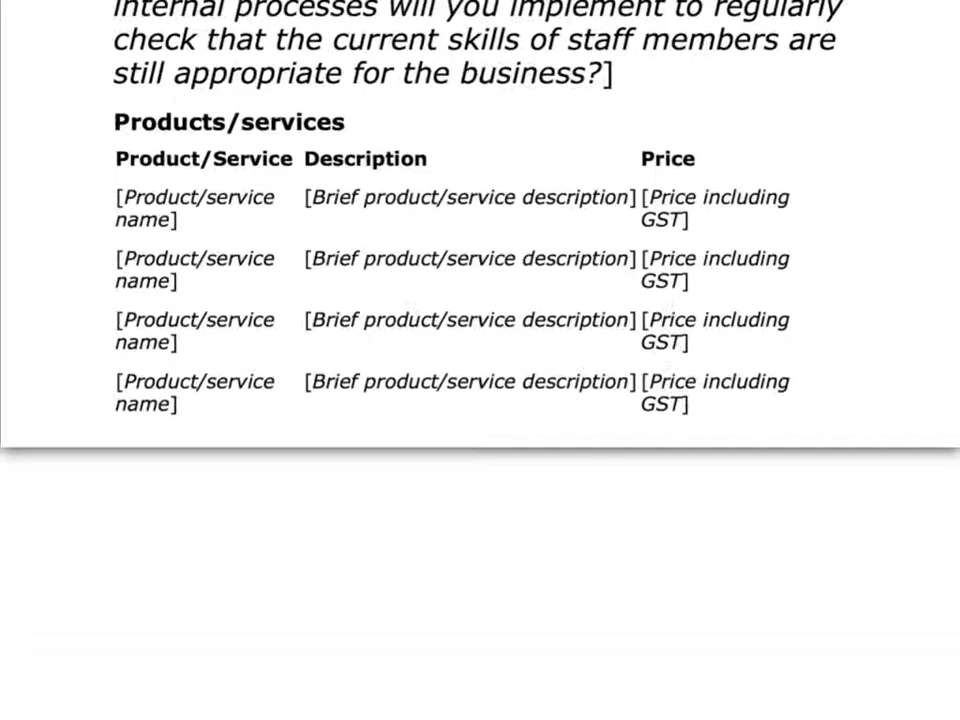 internal processes will you implement to regularly
check that the current skills of staff members are
still appropriate for the business?]
Products/services
Product/Service Description Price
[Product/service [Brief product/service description] [Price including
name] GST]
[Product/service [Brief product/service description] [Price including
name] GST]
[Product/service [Brief product/service description] [Price including
name] GST]
[Product/service [Brief product/service description] [Price including
name] GST]